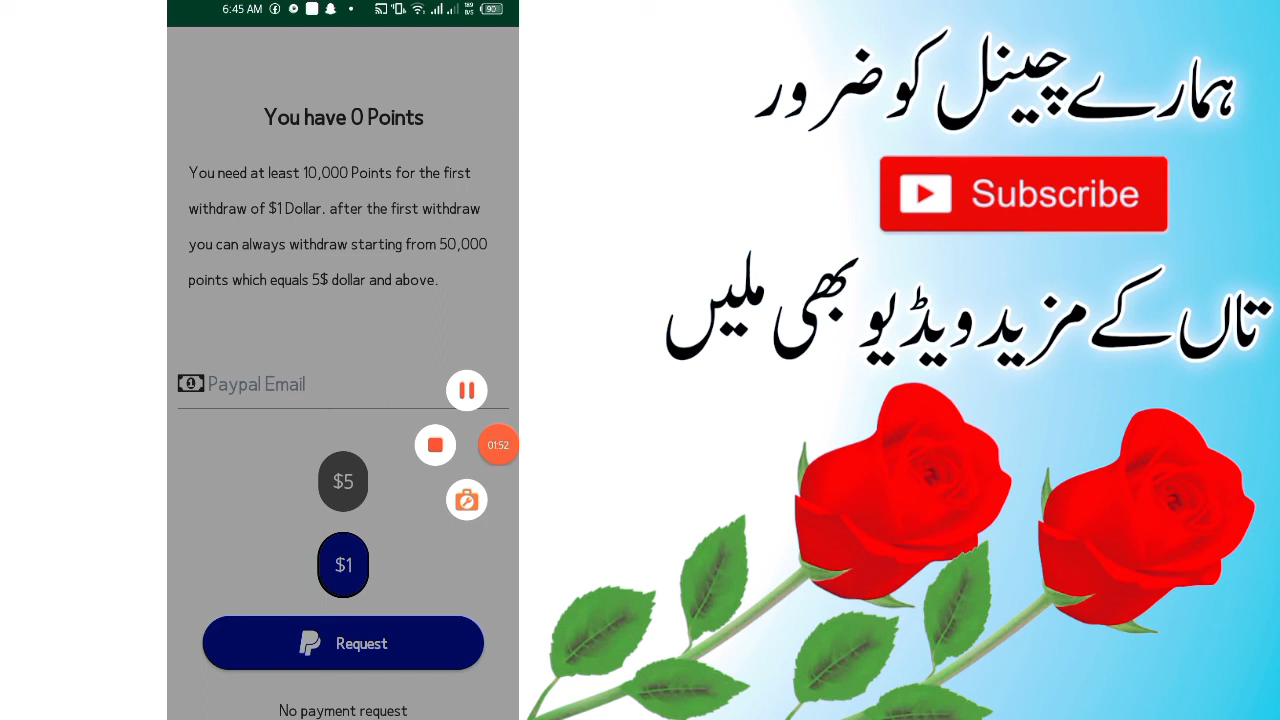 6:45 AM
189
B/S
90
You have 0 Points
You need at least 10,000 Points for the first
withdraw of $1 Dollar. after the first withdraw
you can always withdraw starting from 50,000
points which equals 5$ dollar and above.
Paypal Email
01:52
$5
$1
Request
No payment request
ہمارے چینل کو ضرور
Subscribe
تاں کے مزید ویڈیو بھی ملیں